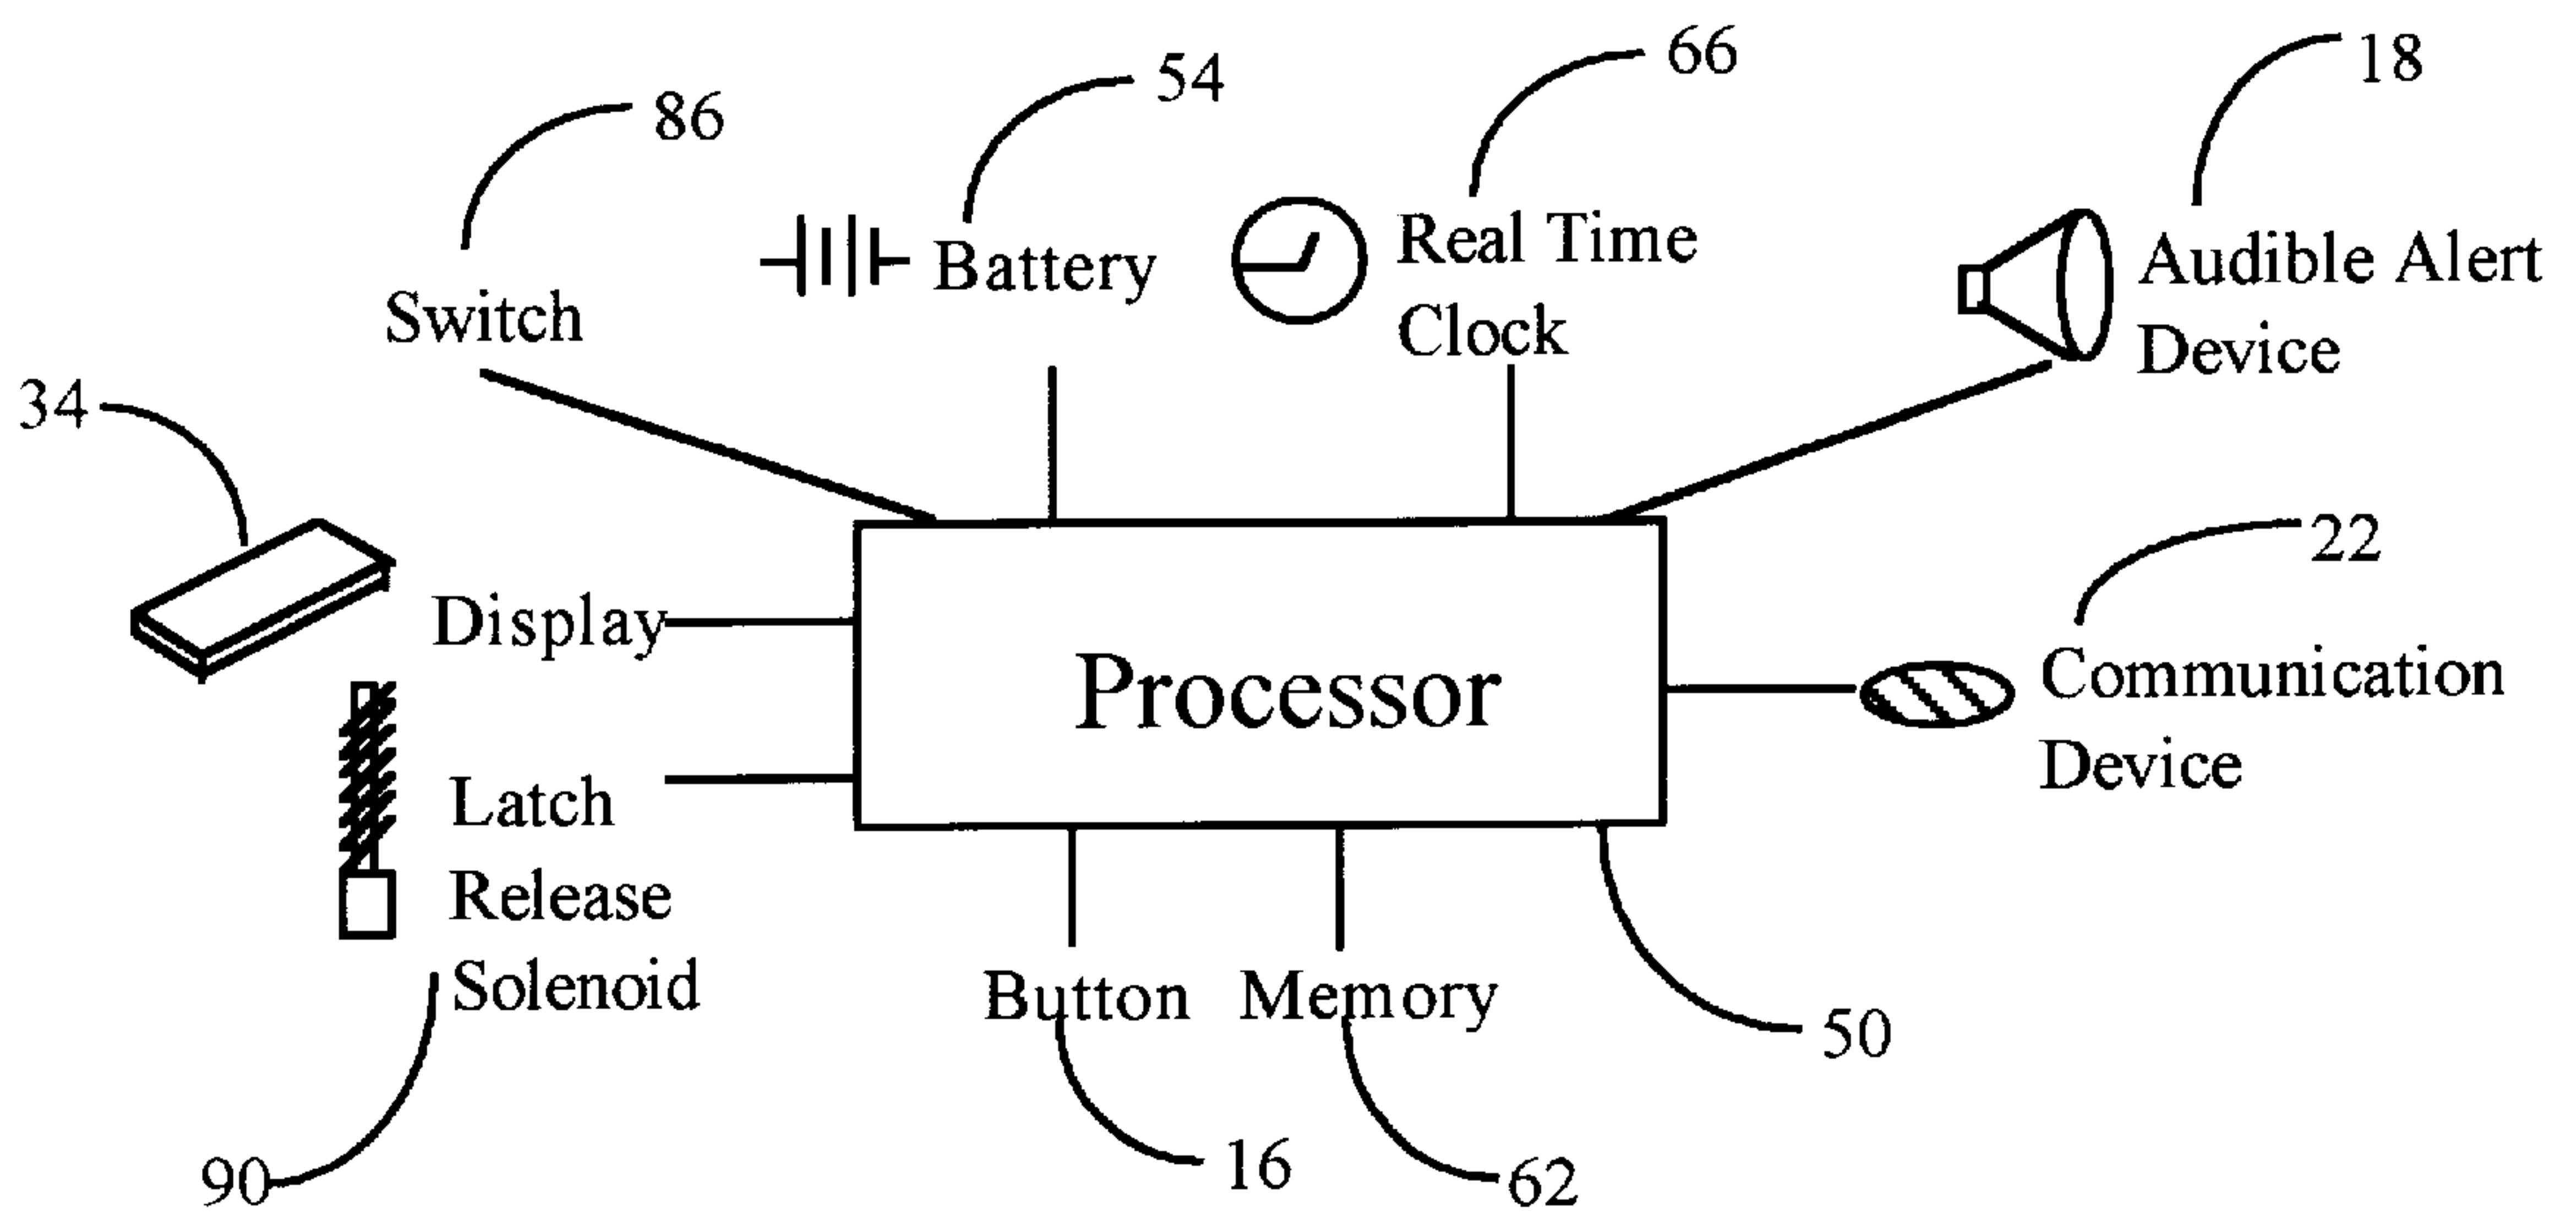 18
66
54
86
Real Time
Clock
Audible Alert
Device
Battery
Switch
34
22
Display
Processor
Communication
Device
Latch
Release
Solenoid
Button
Memory
50
16
62
90